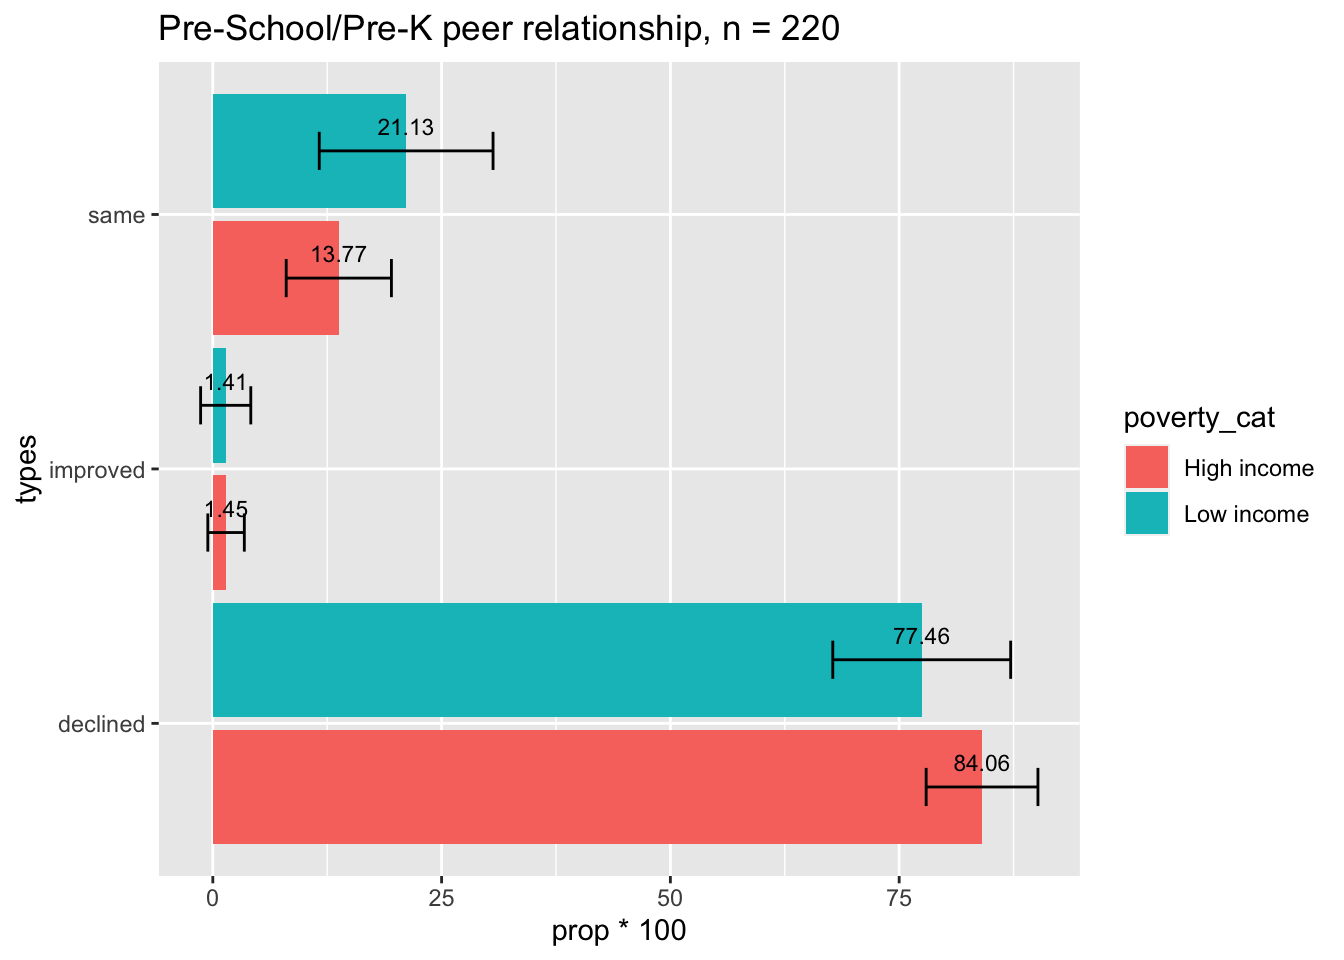 Pre-School/Pre-K peer relationship, n = 220
21.13
same
13.77
1.41
improved
1.45
77.46
declined
84.06
types
0 25 50 75
prop * 100
poverty_cat
High income
Low income